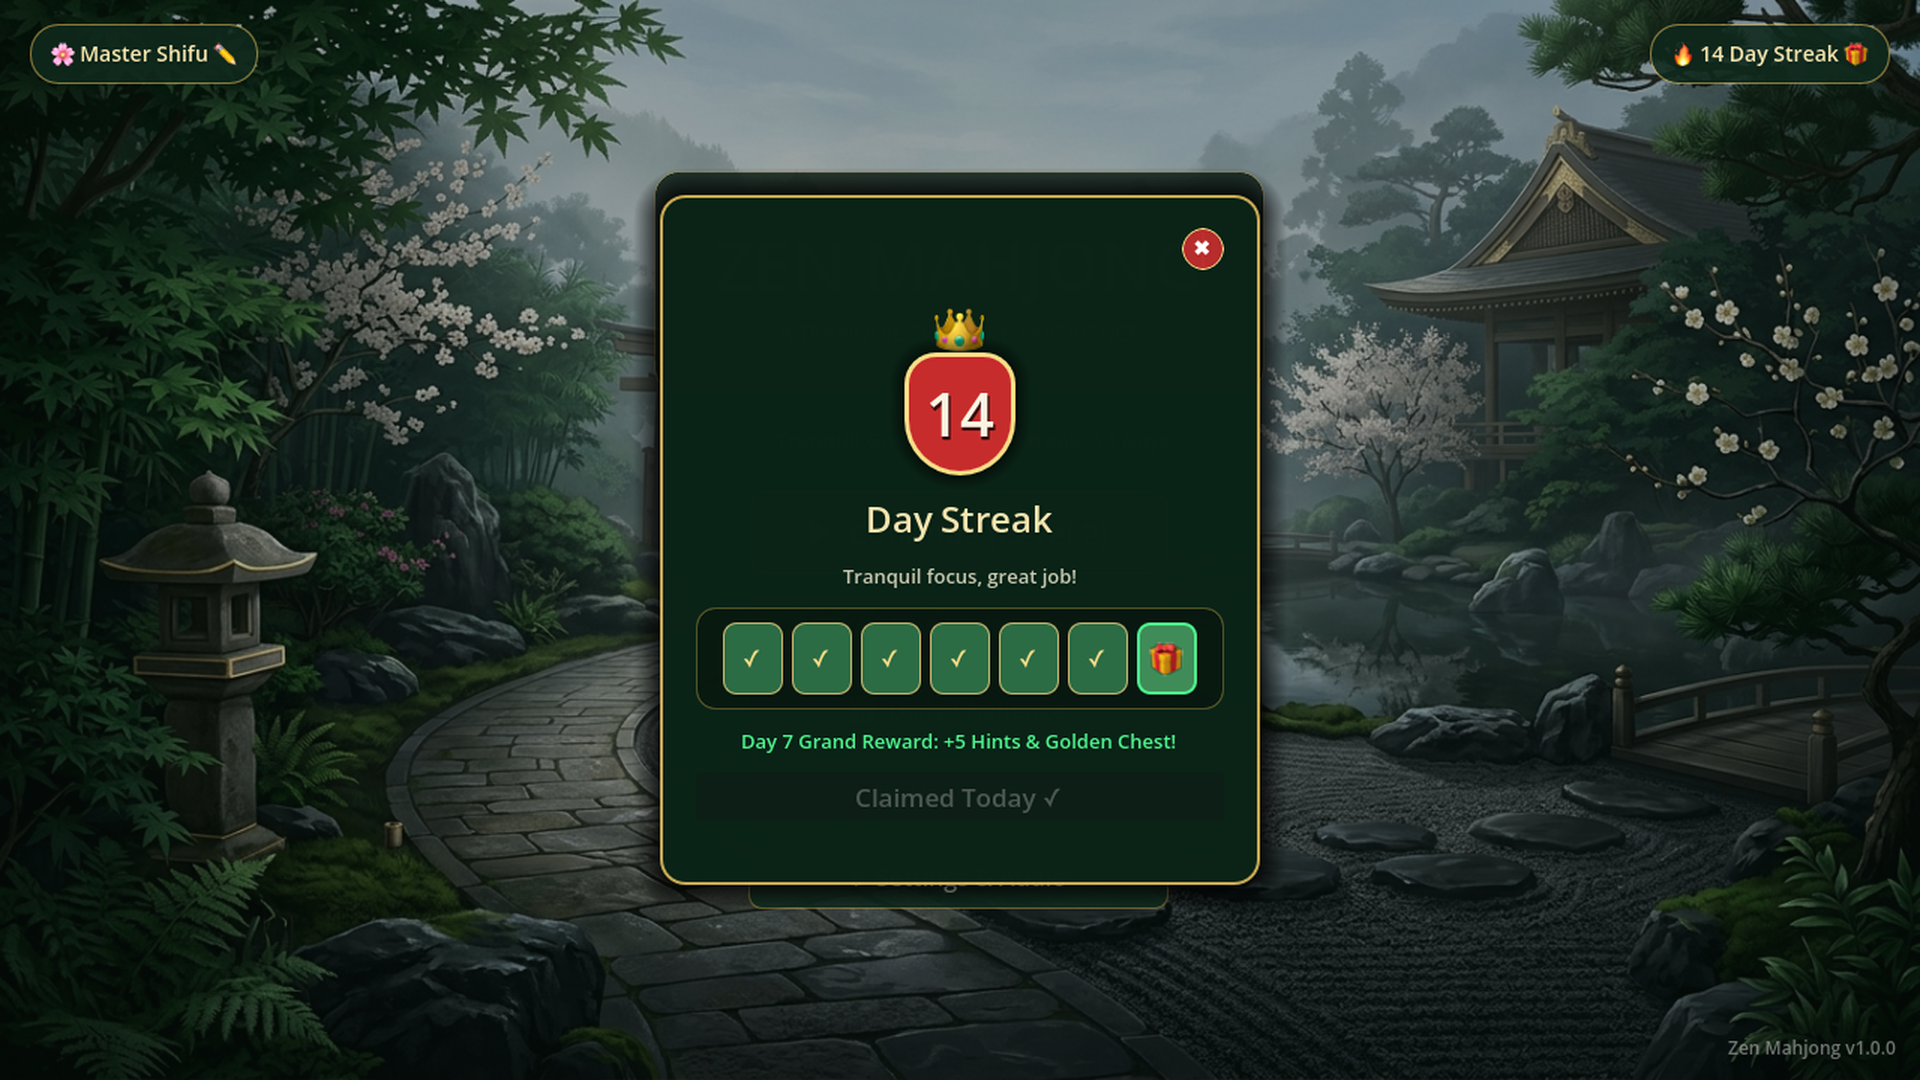 🌸 Master Shifu ✏️
🔥 14 Day Streak 🎁
14
Day Streak
Tranquil focus, great job!
✓ ✓ ✓ ✓ ✓ ✓ 🎁
Day 7 Grand Reward: +5 Hints & Golden Chest!
Claimed Today ✓
Zen Mahjong v1.0.0